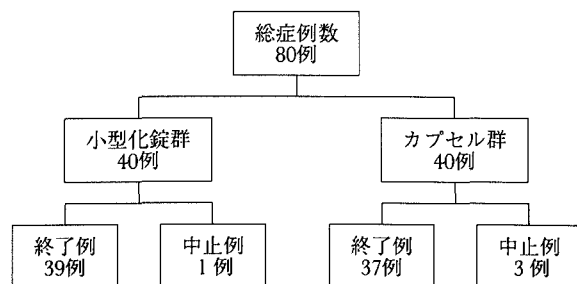 総症例数
80例
小型化錠群
40例
カプセル群
40例
終了例
39例
中止例
1例
終了例
37例
中止例
3例